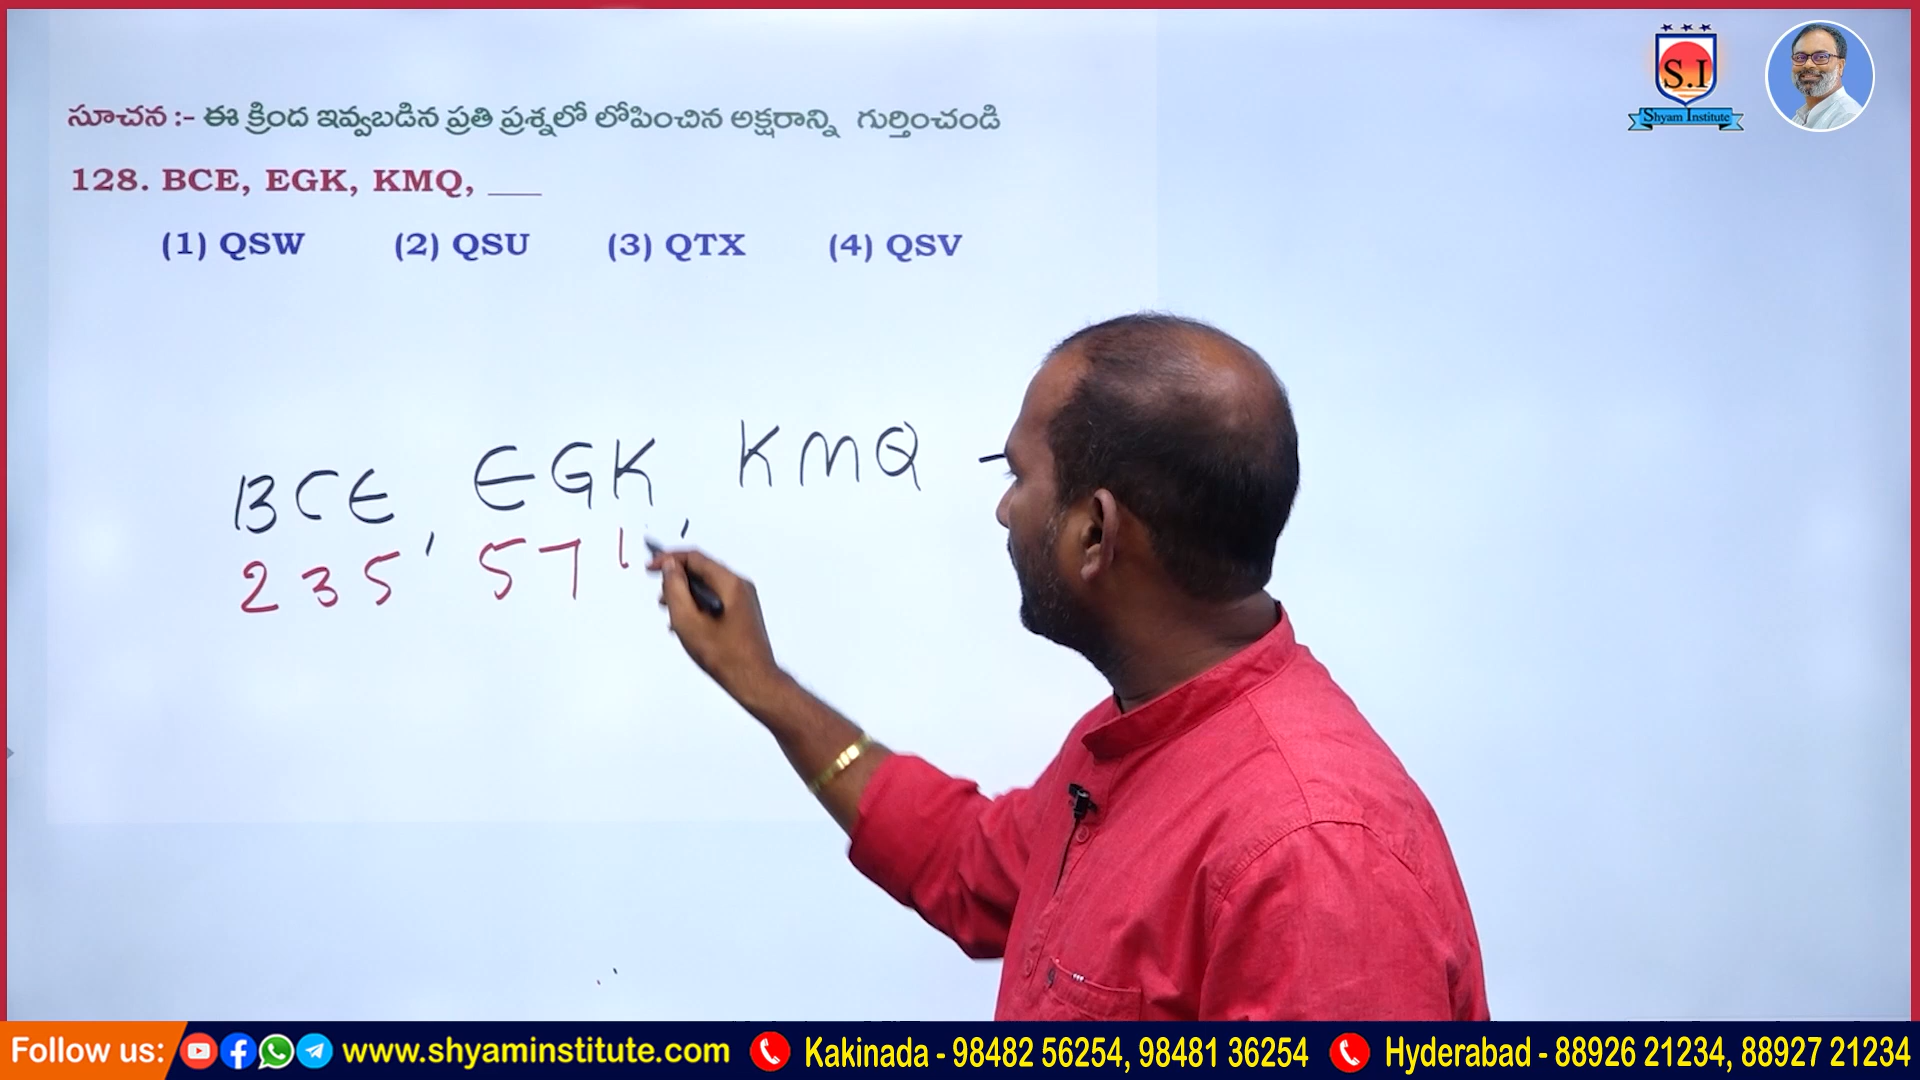 S.I
Shyam Institute
సూచన :- ఈ క్రింద ఇవ్వబడిన ప్రతి ప్రశ్నలో లోపించిన అక్షరాన్ని గుర్తించండి
128. BCE, EGK, KMQ, ___
(1) QSW (2) QSU (3) QTX (4) QSV
BCE, EGK, KMQ -
235 571
Follow us: www.shyaminstitute.com Kakinada - 98482 56254, 98481 36254 Hyderabad - 88926 21234, 88927 21234